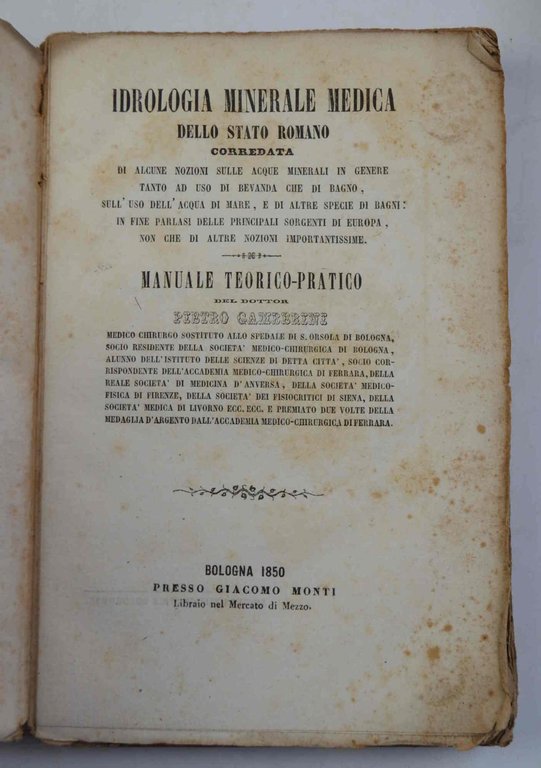 IDROLOGIA MINERALE MEDICA
DELLO STATO ROMANO
CORREDATA
DI ALCUNE NOZIONI SULLE ACQUE MINERALI IN GENERE
TANTO AD USO DI BEVANDA CHE DI BAGNO,
SULL'USO DELL'ACQUA DI MARE, E DI ALTRE SPECIE DI BAGNI:
IN FINE PARLASI DELLE PRINCIPALI SORGENTI DI EUROPA,
NON CHE DI ALTRE NOZIONI IMPORTANTISSIME.
MANUALE TEORICO-PRATICO
DEL DOTTOR
PIETRO GAMBERINI
MEDICO CHIRURGO SOSTITUTO ALLO SPEDALE DI S. ORSOLA DI BOLOGNA,
SOCIO RESIDENTE DELLA SOCIETA' MEDICO-CHIRURGICA DI BOLOGNA,
ALUNNO DELL'ISTITUTO DELLE SCIENZE DI DETTA CITTA', SOCIO COR-
RISPONDENTE DELL'ACCADEMIA MEDICO-CHIRURGICA DI FERRARA, DELLA
REALE SOCIETA' DI MEDICINA D'ANVERSA, DELLA SOCIETA' MEDICO-
FISICA DI FIRENZE, DELLA SOCIETA' DEI FISIOCRITICI DI SIENA, DELLA
SOCIETA' MEDICA DI LIVORNO ECC. ECC. E PREMIATO DUE VOLTE DELLA
MEDAGLIA D'ARGENTO DALL'ACCADEMIA MEDICO-CHIRURGICA DI FERRARA.
BOLOGNA 1850
PRESSO GIACOMO MONTI
Libraio nel Mercato di Mezzo.